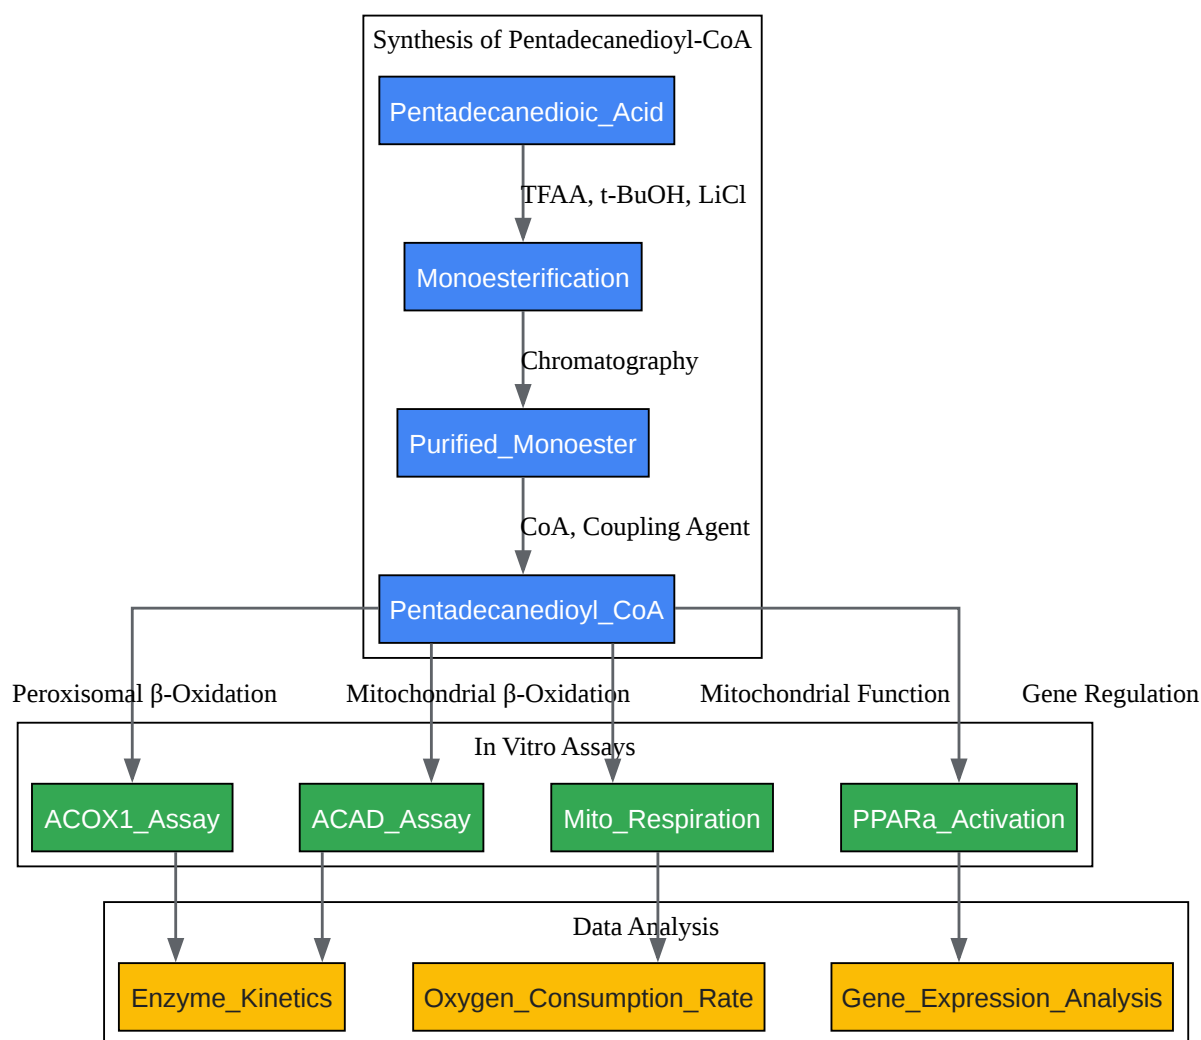 Synthesis of Pentadecanedioyl-CoA
Pentadecanedioic_Acid
TFAA, t-BuOH, LiCl
Monoesterification
Chromatography
Purified_Monoester
CoA, Coupling Agent
Pentadecanedioyl_CoA
Peroxisomal β-Oxidation
Mitochondrial β-Oxidation
Mitochondrial Function
Gene Regulation
In Vitro Assays
ACOX1_Assay
ACAD_Assay
Mito_Respiration
PPARa_Activation
Data Analysis
Enzyme_Kinetics
Oxygen_Consumption_Rate
Gene_Expression_Analysis